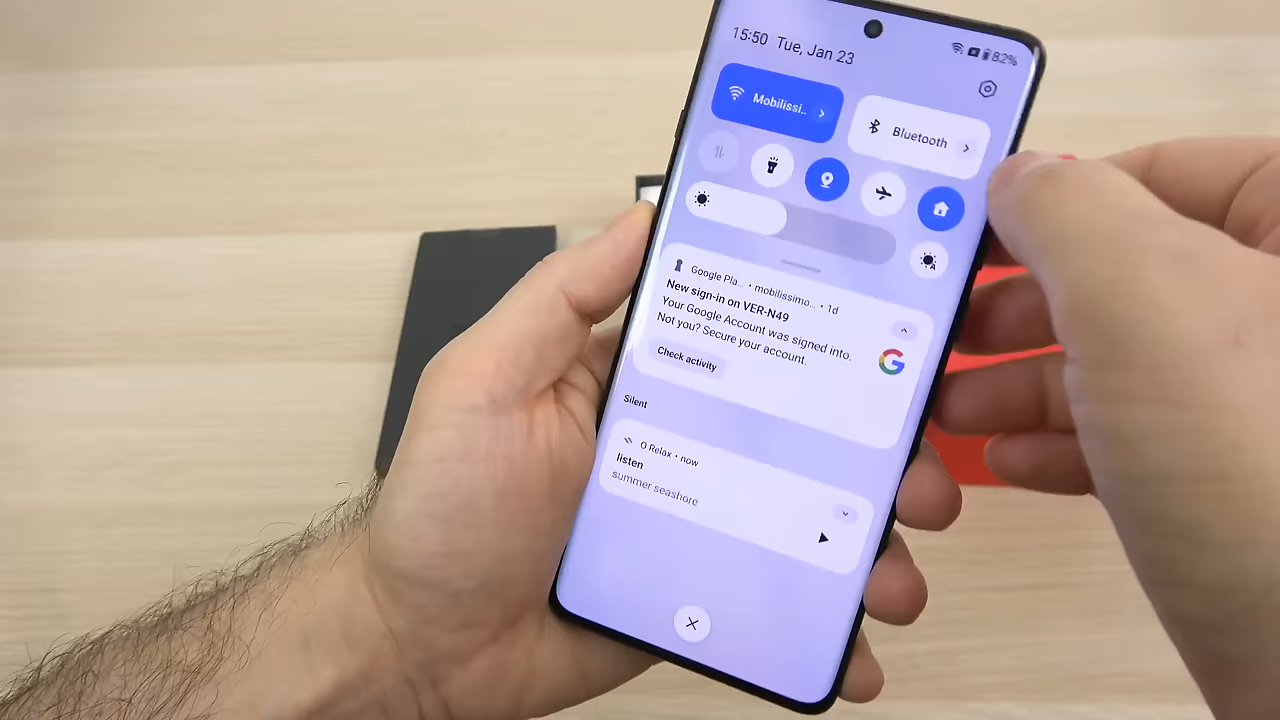 15:50 Tue, Jan 23
82%
Mobilissi..
Bluetooth
Google Pla... • mobilissimo... • 1d
New sign-in on VER-N49
Your Google Account was signed into.
Not you? Secure your account.
Check activity
Silent
O Relax • now
listen
summer seashore